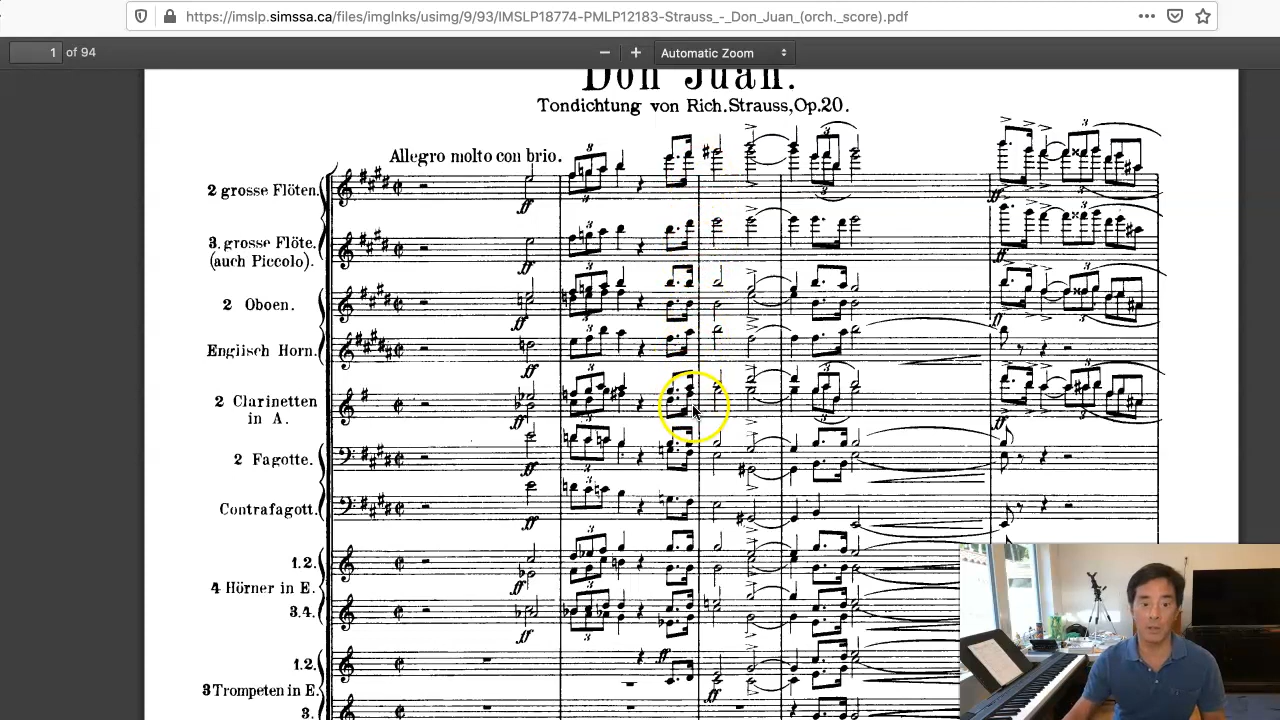 https://imslp.simssa.ca/files/imglnks/usimg/9/93/IMSLP18774-PMLP12183-Strauss_-_Don_Juan_(orch._score).pdf
1 of 94
Automatic Zoom
Don Juan.
Tondichtung von Rich. Strauss, Op. 20.
Allegro molto con brio.
2 grosse Flöten.
3. grosse Flöte.
(auch Piccolo).
2 Oboen.
Englisch Horn.
2 Clarinetten
in A.
2 Fagotte.
Contrafagott.
1. 2.
4 Hörner in E.
3. 4.
1. 2.
3 Trompeten in E.
3.